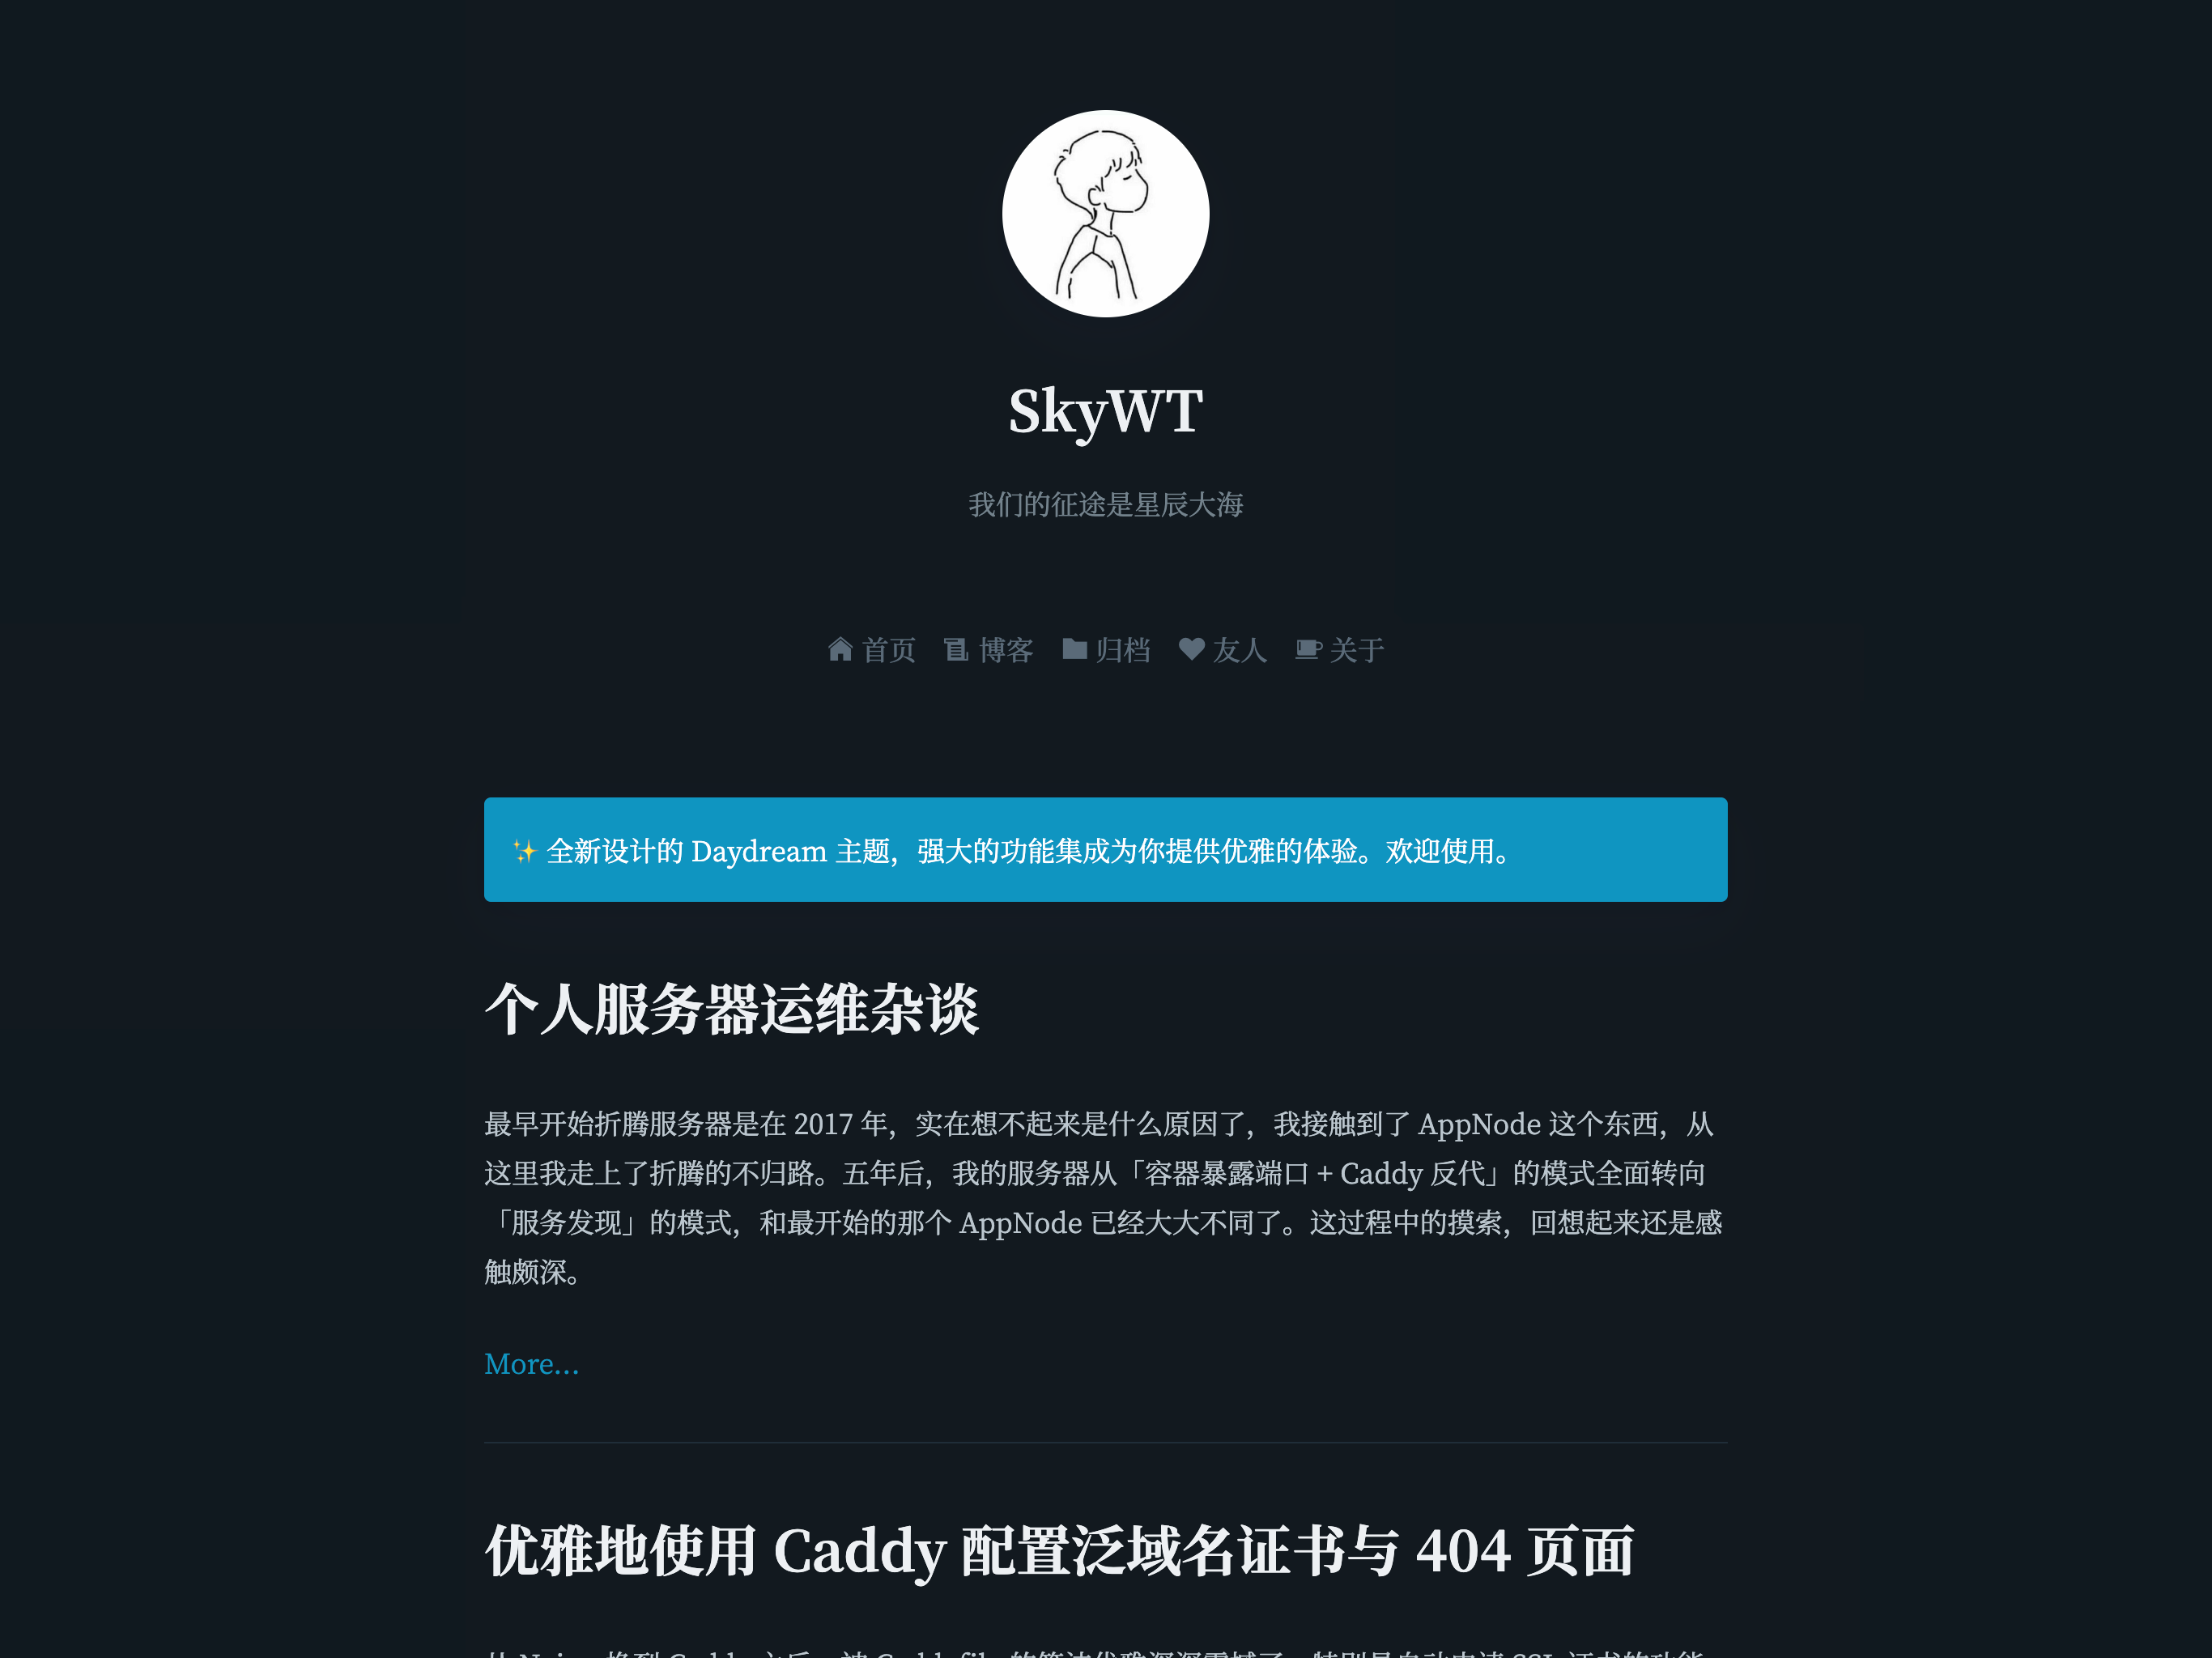 SkyWT
我们的征途是星辰大海
首页 博客 归档 友人 关于
✨ 全新设计的 Daydream 主题，强大的功能集成为你提供优雅的体验。欢迎使用。
个人服务器运维杂谈
最早开始折腾服务器是在 2017 年，实在想不起来是什么原因了，我接触到了 AppNode 这个东西，从
这里我走上了折腾的不归路。五年后，我的服务器从「容器暴露端口 + Caddy 反代」的模式全面转向
「服务发现」的模式，和最开始的那个 AppNode 已经大大不同了。这过程中的摸索，回想起来还是感
触颇深。
More...
优雅地使用 Caddy 配置泛域名证书与 404 页面